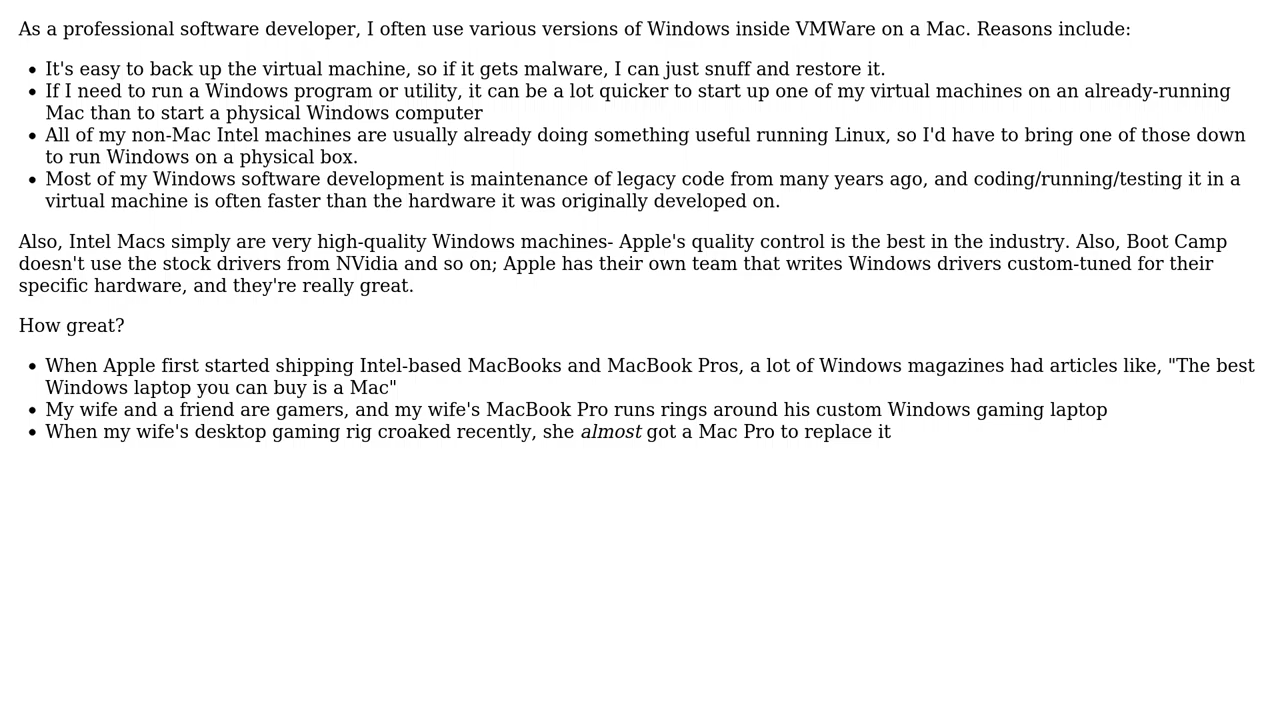 As a professional software developer, I often use various versions of Windows inside VMWare on a Mac. Reasons include:
• It's easy to back up the virtual machine, so if it gets malware, I can just snuff and restore it.
• If I need to run a Windows program or utility, it can be a lot quicker to start up one of my virtual machines on an already-running
Mac than to start a physical Windows computer
• All of my non-Mac Intel machines are usually already doing something useful running Linux, so I'd have to bring one of those down
to run Windows on a physical box.
• Most of my Windows software development is maintenance of legacy code from many years ago, and coding/running/testing it in a
virtual machine is often faster than the hardware it was originally developed on.
Also, Intel Macs simply are very high-quality Windows machines- Apple's quality control is the best in the industry. Also, Boot Camp
doesn't use the stock drivers from NVidia and so on; Apple has their own team that writes Windows drivers custom-tuned for their
specific hardware, and they're really great.
How great?
• When Apple first started shipping Intel-based MacBooks and MacBook Pros, a lot of Windows magazines had articles like, "The best
Windows laptop you can buy is a Mac"
• My wife and a friend are gamers, and my wife's MacBook Pro runs rings around his custom Windows gaming laptop
• When my wife's desktop gaming rig croaked recently, she almost got a Mac Pro to replace it